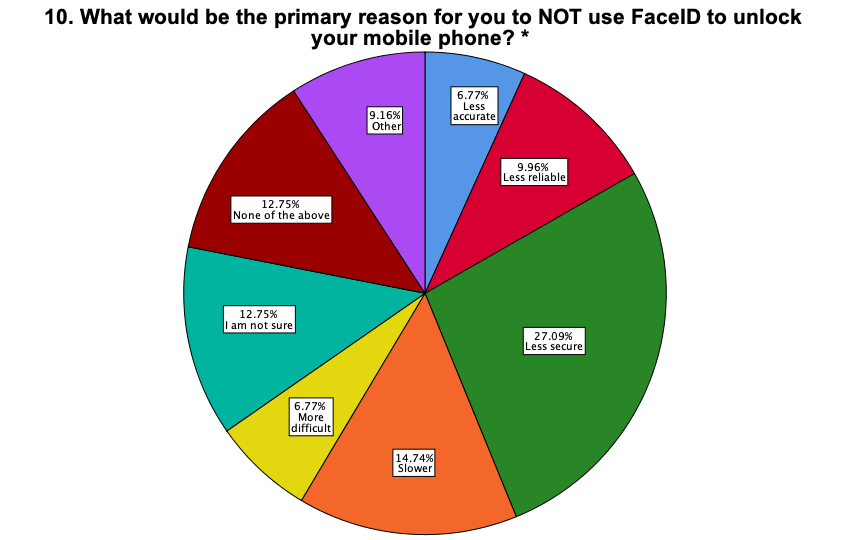 10. What would be the primary reason for you to NOT use FaceID to unlock
your mobile phone? *
6.77%
Less
accurate
9.96%
Less reliable
27.09%
Less secure
14.74%
Slower
6.77%
More
difficult
12.75%
I am not sure
12.75%
None of the above
9.16%
Other